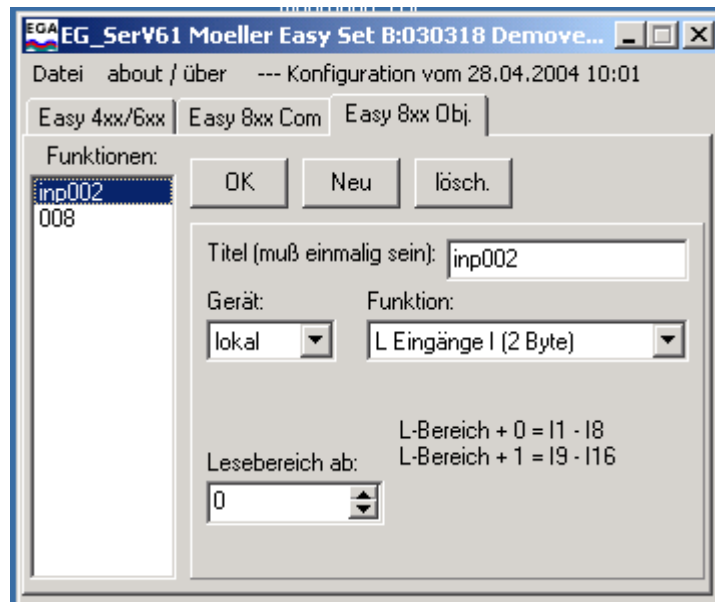 EGA EG_SerV61 Moeller Easy Set B:030318 Demove...
Datei about / über --- Konfiguration vom 28.04.2004 10:01
Easy 4xx/6xx Easy 8xx Com Easy 8xx Obj.
Funktionen:
inp002
008
OK Neu lösch.
Titel (muß einmalig sein): inp002
Gerät: Funktion:
lokal L Eingänge I (2 Byte)
L-Bereich + 0 = I1 - I8
L-Bereich + 1 = I9 - I16
Lesebereich ab:
0